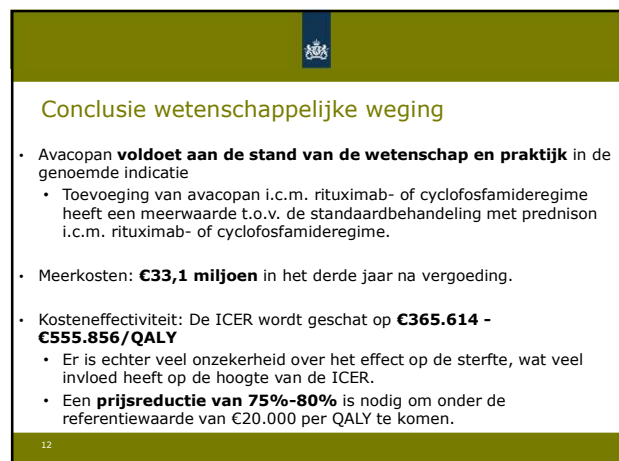 Conclusie wetenschappelijke weging
• Avacopan voldoet aan de stand van de wetenschap en praktijk in de
genoemde indicatie
• Toevoeging van avacopan i.c.m. rituximab- of cyclofosfamideregime
heeft een meerwaarde t.o.v. de standaardbehandeling met prednison
i.c.m. rituximab- of cyclofosfamideregime.
• Meerkosten: €33,1 miljoen in het derde jaar na vergoeding.
• Kosteneffectiviteit: De ICER wordt geschat op €365.614 -
€555.856/QALY
• Er is echter veel onzekerheid over het effect op de sterfte, wat veel
invloed heeft op de hoogte van de ICER.
• Een prijsreductie van 75%-80% is nodig om onder de
referentiewaarde van €20.000 per QALY te komen.
12